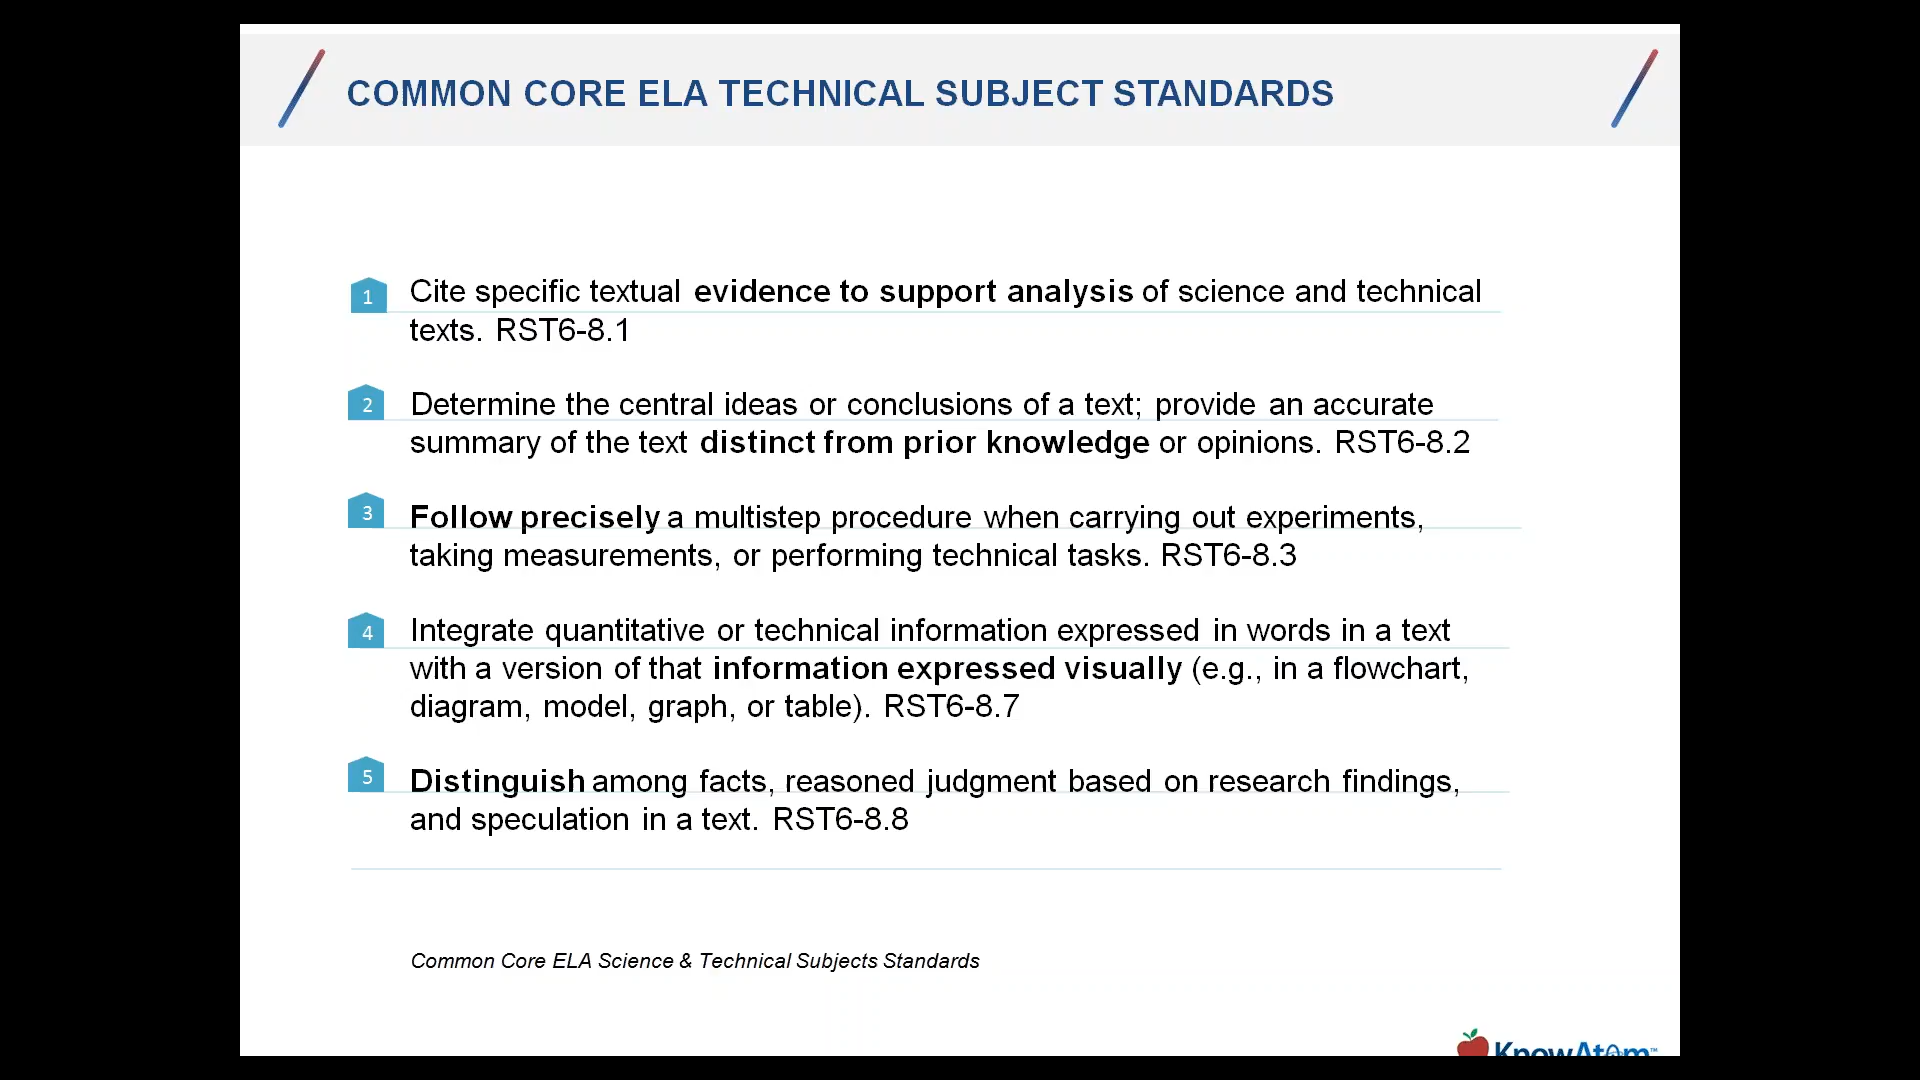 COMMON CORE ELA TECHNICAL SUBJECT STANDARDS
1 Cite specific textual evidence to support analysis of science and technical
texts. RST6-8.1
2 Determine the central ideas or conclusions of a text; provide an accurate
summary of the text distinct from prior knowledge or opinions. RST6-8.2
3 Follow precisely a multistep procedure when carrying out experiments,
taking measurements, or performing technical tasks. RST6-8.3
4 Integrate quantitative or technical information expressed in words in a text
with a version of that information expressed visually (e.g., in a flowchart,
diagram, model, graph, or table). RST6-8.7
5 Distinguish among facts, reasoned judgment based on research findings,
and speculation in a text. RST6-8.8
Common Core ELA Science & Technical Subjects Standards
KnowAtom™